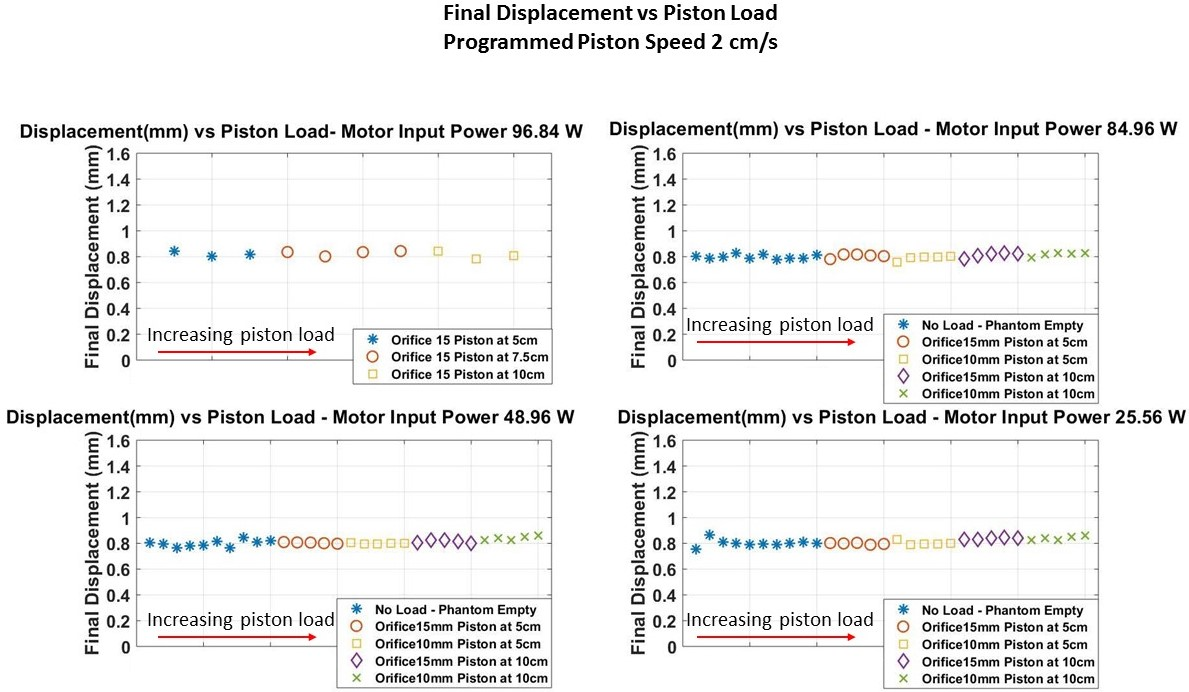 Final Displacement vs Piston Load
Programmed Piston Speed 2 cm/s
Displacement(mm) vs Piston Load- Motor Input Power 96.84 W
Final Displacement (mm)
1.6
1.4
1.2
1
0.8
0.6
0.4
0.2
0
Increasing piston load
Orifice 15 Piston at 5cm
Orifice 15 Piston at 7.5cm
Orifice 15 Piston at 10cm
Displacement(mm) vs Piston Load - Motor Input Power 84.96 W
Final Displacement (mm)
1.6
1.4
1.2
1
0.8
0.6
0.4
0.2
0
Increasing piston load
No Load - Phantom Empty
Orifice15mm Piston at 5cm
Orifice10mm Piston at 5cm
Orifice15mm Piston at 10cm
Orifice10mm Piston at 10cm
Displacement(mm) vs Piston Load - Motor Input Power 48.96 W
Final Displacement (mm)
1.6
1.4
1.2
1
0.8
0.6
0.4
0.2
0
Increasing piston load
No Load - Phantom Empty
Orifice15mm Piston at 5cm
Orifice10mm Piston at 5cm
Orifice15mm Piston at 10cm
Orifice10mm Piston at 10cm
Displacement(mm) vs Piston Load - Motor Input Power 25.56 W
Final Displacement (mm)
1.6
1.4
1.2
1
0.8
0.6
0.4
0.2
0
Increasing piston load
No Load - Phantom Empty
Orifice15mm Piston at 5cm
Orifice10mm Piston at 5cm
Orifice15mm Piston at 10cm
Orifice10mm Piston at 10cm